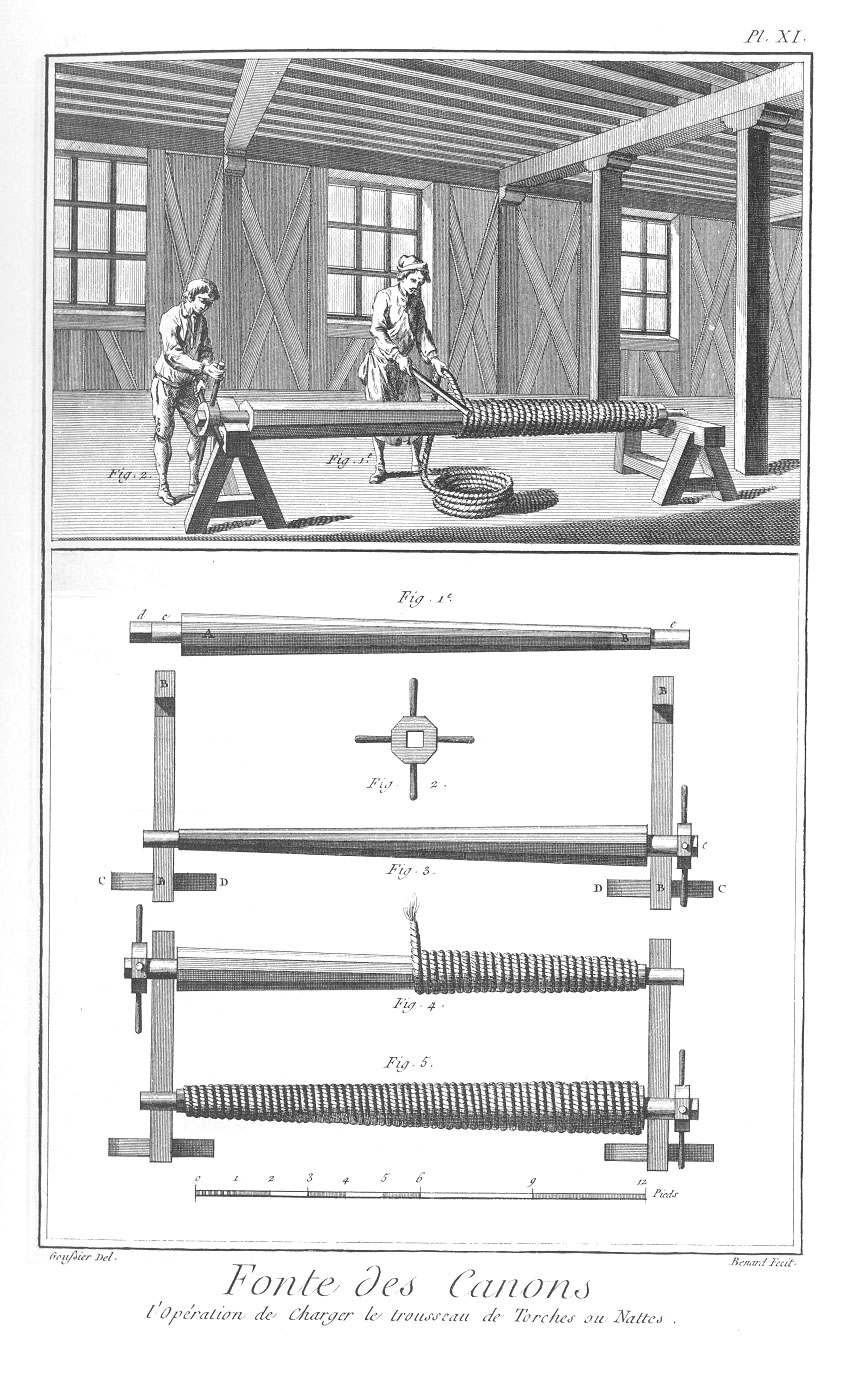 Pl. XI.
Fig. 2.
Fig. 1.e
Fig. 1.e
d c e
A B
B B
Fig. 2.
c
Fig. 3.
C B D D B C
Fig. 4.
Fig. 5.
0 1 2 3 4 5 6 9 12 Pieds
Goussier Del. Benard Fecit.
Fonte des Canons
l'Opération de Charger le trousseau de Torches ou Nattes.